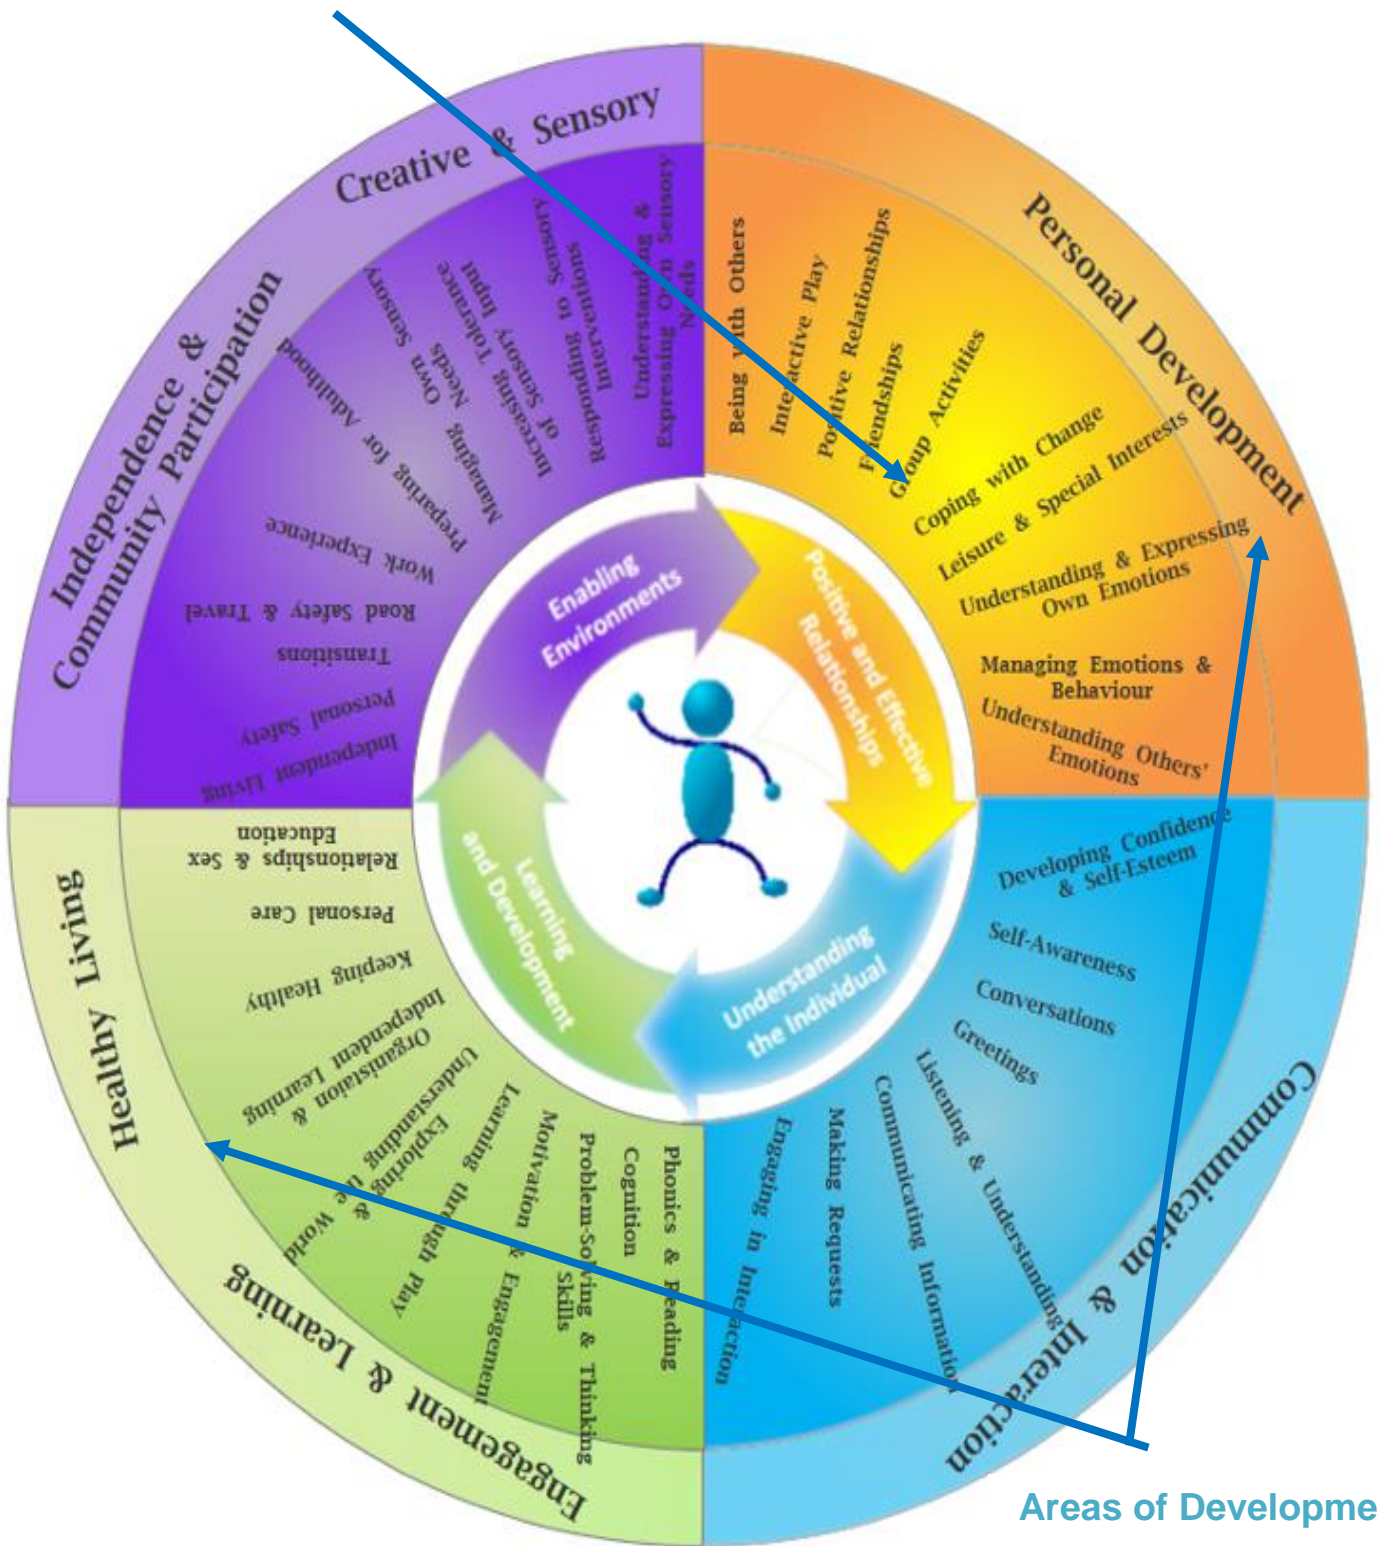 Creative & Sensory
Independence &
Community Participation
Personal Development
Communication & Interaction
Engagement & Learning
Healthy Living
Understanding &
Expressing Own Sensory
Needs
Responding to Sensory
Interventions
Increasing Tolerance
of Sensory Input
Managing Own Sensory
Needs
Preparing for Adulthood
Work Experience
Road Safety & Travel
Transitions
Personal Safety
Independent Living
Being with Others
Interactive Play
Positive Relationships
Friendships
Group Activities
Coping with Change
Leisure & Special Interests
Understanding & Expressing
Own Emotions
Managing Emotions &
Behaviour
Understanding Others'
Emotions
Developing Confidence
& Self-Esteem
Self-Awareness
Conversations
Greetings
Listening & Understanding
Communicating Information
Making Requests
Engaging in Interaction
Phonics & Reading
Cognition
Problem-Solving & Thinking
Skills
Motivation & Engagement
Learning through Play
Exploring &
Understanding the World
Organistaion &
Independent Learning
Keeping Healthy
Personal Care
Relationships & Sex
Education
Enabling
Environments
Positive and Effective
Relationships
Understanding
the Individual
Learning
and Development
Areas of Developme